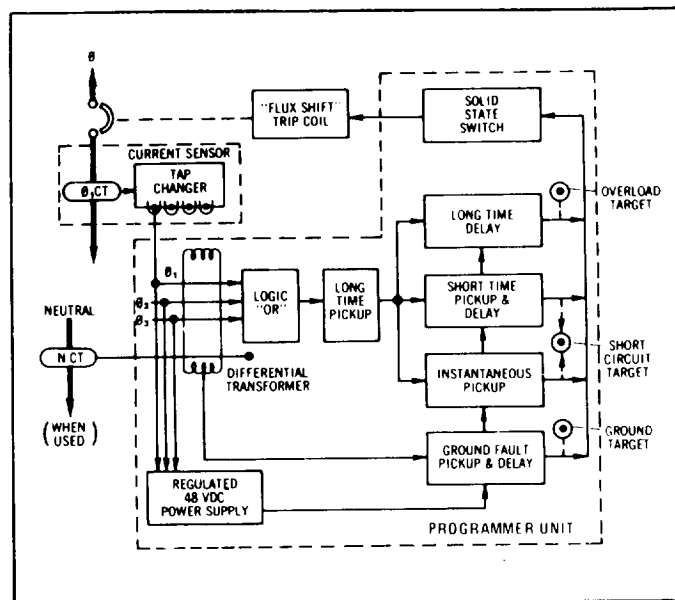 Ø
"FLUX SHIFT"
TRIP COIL
SOLID
STATE
SWITCH
CURRENT SENSOR
TAP
CHANGER
Ø₁CT
OVERLOAD
TARGET
LONG TIME
DELAY
Ø₁
Ø₂
Ø₃
LOGIC
"OR"
LONG
TIME
PICKUP
SHORT TIME
PICKUP &
DELAY
NEUTRAL
N CT
(WHEN
USED)
DIFFERENTIAL
TRANSFORMER
INSTANTANEOUS
PICKUP
SHORT
CIRCUIT
TARGET
GROUND FAULT
PICKUP & DELAY
GROUND
TARGET
REGULATED
48 VDC
POWER SUPPLY
PROGRAMMER UNIT